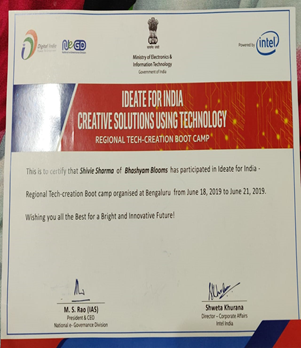 Digital India
NeGD
Ministry of Electronics &
Information Technology
Government of India
Powered by intel
IDEATE FOR INDIA
CREATIVE SOLUTIONS USING TECHNOLOGY
REGIONAL TECH-CREATION BOOT CAMP
This is to certify that Shivie Sharma of Bhashyam Blooms has participated in Ideate for India -
Regional Tech-creation Boot camp organised at Bengaluru from June 18, 2019 to June 21, 2019.
Wishing you all the Best for a Bright and Innovative Future!
M. S. Rao (IAS)
President & CEO
National e- Governance Division
Shweta Khurana
Director – Corporate Affairs
Intel India